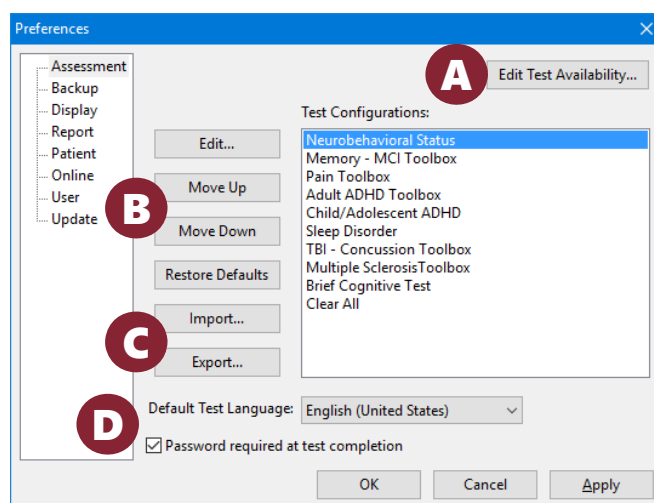 Preferences
Assessment
Backup
Display
Report
Patient
Online
User
Update
A
Edit Test Availability...
Test Configurations:
Edit...
Move Up
B
Move Down
Restore Defaults
Import...
C
Export...
Neurobehavioral Status
Memory - MCI Toolbox
Pain Toolbox
Adult ADHD Toolbox
Child/Adolescent ADHD
Sleep Disorder
TBI - Concussion Toolbox
Multiple SclerosisToolbox
Brief Cognitive Test
Clear All
D
Default Test Language: English (United States)
Password required at test completion
OK Cancel Apply